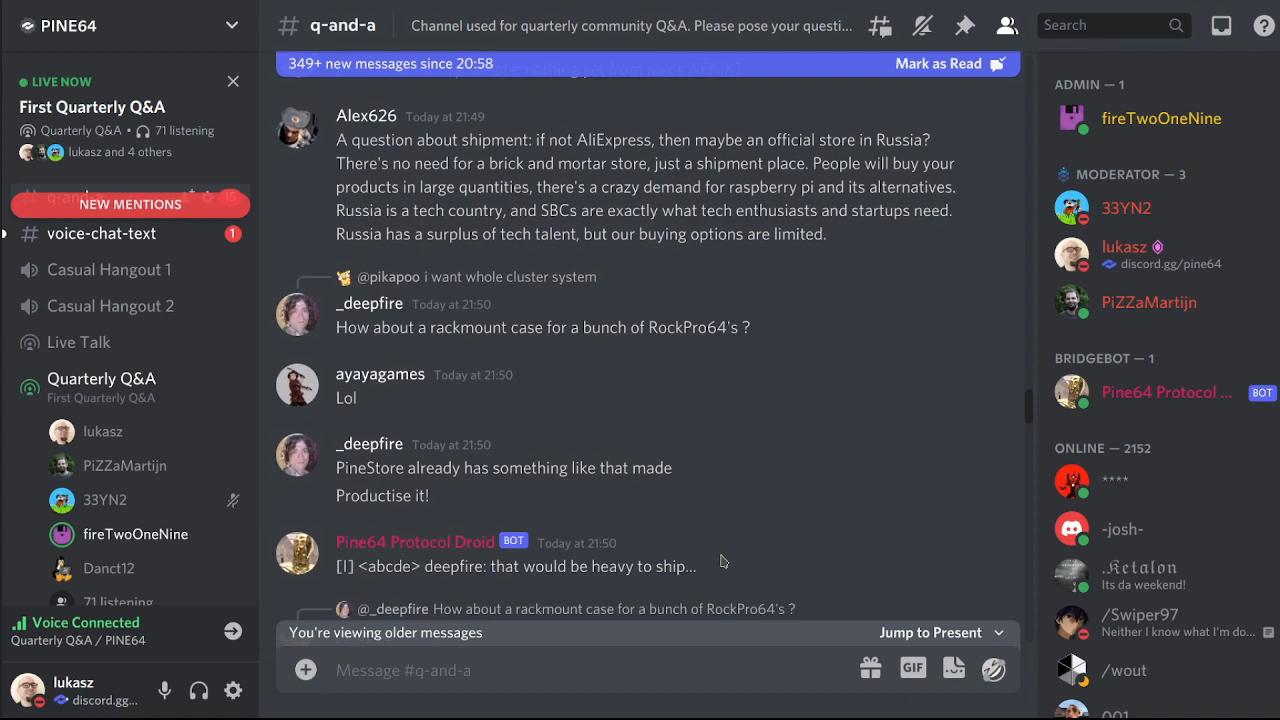 PINE64
q-and-a
Channel used for quarterly community Q&A. Please pose your questi...
Search
LIVE NOW
First Quarterly Q&A
Quarterly Q&A • 71 listening
lukasz and 4 others
q-and-a
15
NEW MENTIONS
voice-chat-text
1
Casual Hangout 1
Casual Hangout 2
Live Talk
Quarterly Q&A
First Quarterly Q&A
lukasz
PiZZaMartijn
33YN2
fireTwoOneNine
Danct12
71 listening
Voice Connected
Quarterly Q&A / PINE64
lukasz
discord.gg...
349+ new messages since 20:58
Mark as Read
Alex626 Today at 21:49
A question about shipment: if not AliExpress, then maybe an official store in Russia?
There's no need for a brick and mortar store, just a shipment place. People will buy your
products in large quantities, there's a crazy demand for raspberry pi and its alternatives.
Russia is a tech country, and SBCs are exactly what tech enthusiasts and startups need.
Russia has a surplus of tech talent, but our buying options are limited.
@pikapoo i want whole cluster system
_deepfire Today at 21:50
How about a rackmount case for a bunch of RockPro64's ?
ayayagames Today at 21:50
Lol
_deepfire Today at 21:50
PineStore already has something like that made
Productise it!
Pine64 Protocol Droid BOT Today at 21:50
[I] <abcde> deepfire: that would be heavy to ship...
@_deepfire How about a rackmount case for a bunch of RockPro64's ?
You're viewing older messages
Jump to Present
Message #q-and-a
GIF
ADMIN — 1
fireTwoOneNine
MODERATOR — 3
33YN2
lukasz
discord.gg/pine64
PiZZaMartijn
BRIDGEBOT — 1
Pine64 Protocol ... BOT
ONLINE — 2152
****
-josh-
.𝕶𝖊𝖙𝖆𝖑𝖔𝖓
Its da weekend!
/Swiper97
Neither I know what I'm do...
/wout
001